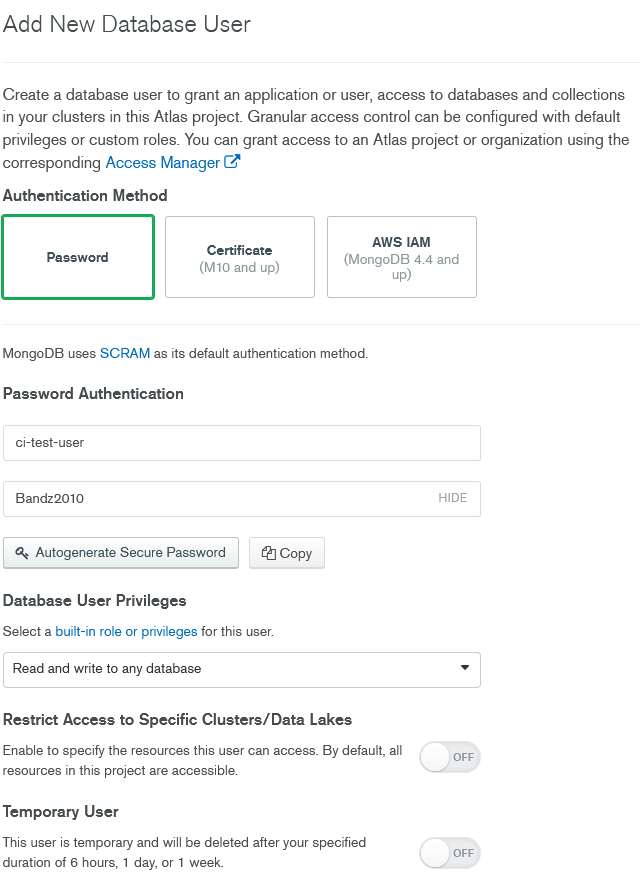 Add New Database User
Create a database user to grant an application or user, access to databases and collections
in your clusters in this Atlas project. Granular access control can be configured with default
privileges or custom roles. You can grant access to an Atlas project or organization using the
corresponding Access Manager
Authentication Method
Password
Certificate
(M10 and up)
AWS IAM
(MongoDB 4.4 and
up)
MongoDB uses SCRAM as its default authentication method.
Password Authentication
ci-test-user
Bandz2010 HIDE
Autogenerate Secure Password Copy
Database User Privileges
Select a built-in role or privileges for this user.
Read and write to any database
Restrict Access to Specific Clusters/Data Lakes
Enable to specify the resources this user can access. By default, all
resources in this project are accessible.
OFF
Temporary User
This user is temporary and will be deleted after your specified
duration of 6 hours, 1 day, or 1 week.
OFF